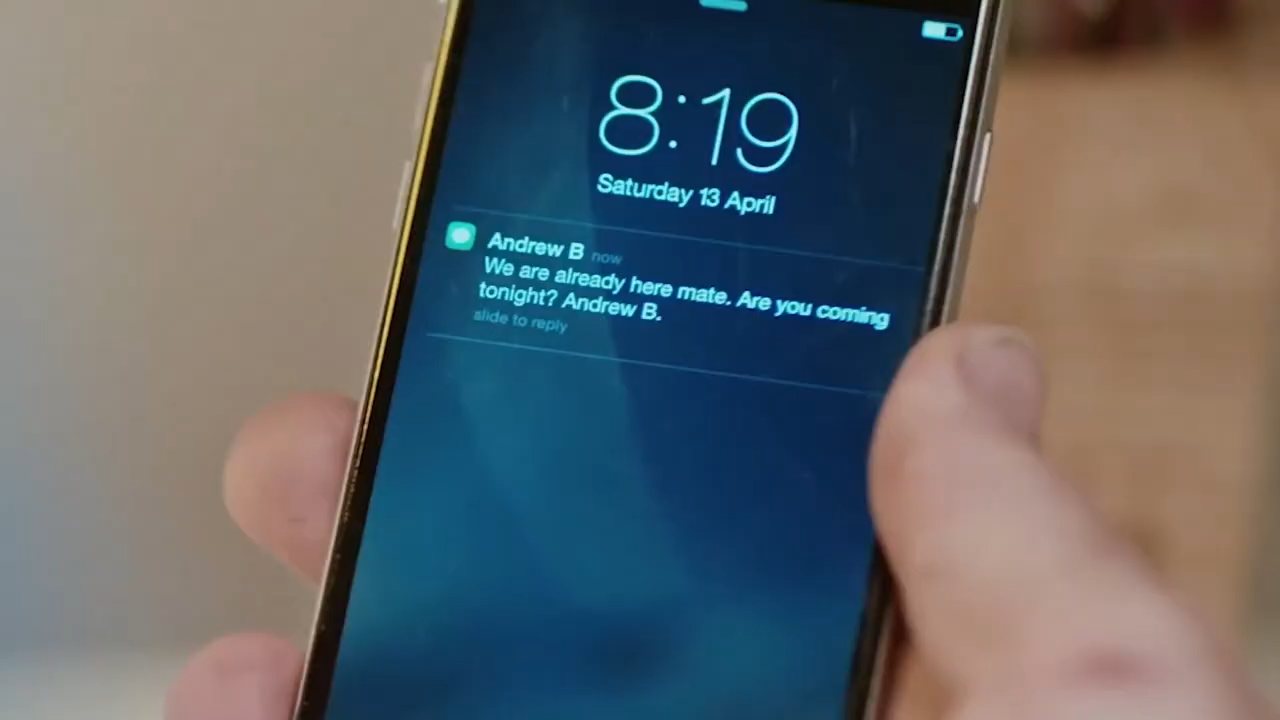 8:19
Saturday 13 April
Andrew B now
We are already here mate. Are you coming
tonight? Andrew B.
slide to reply